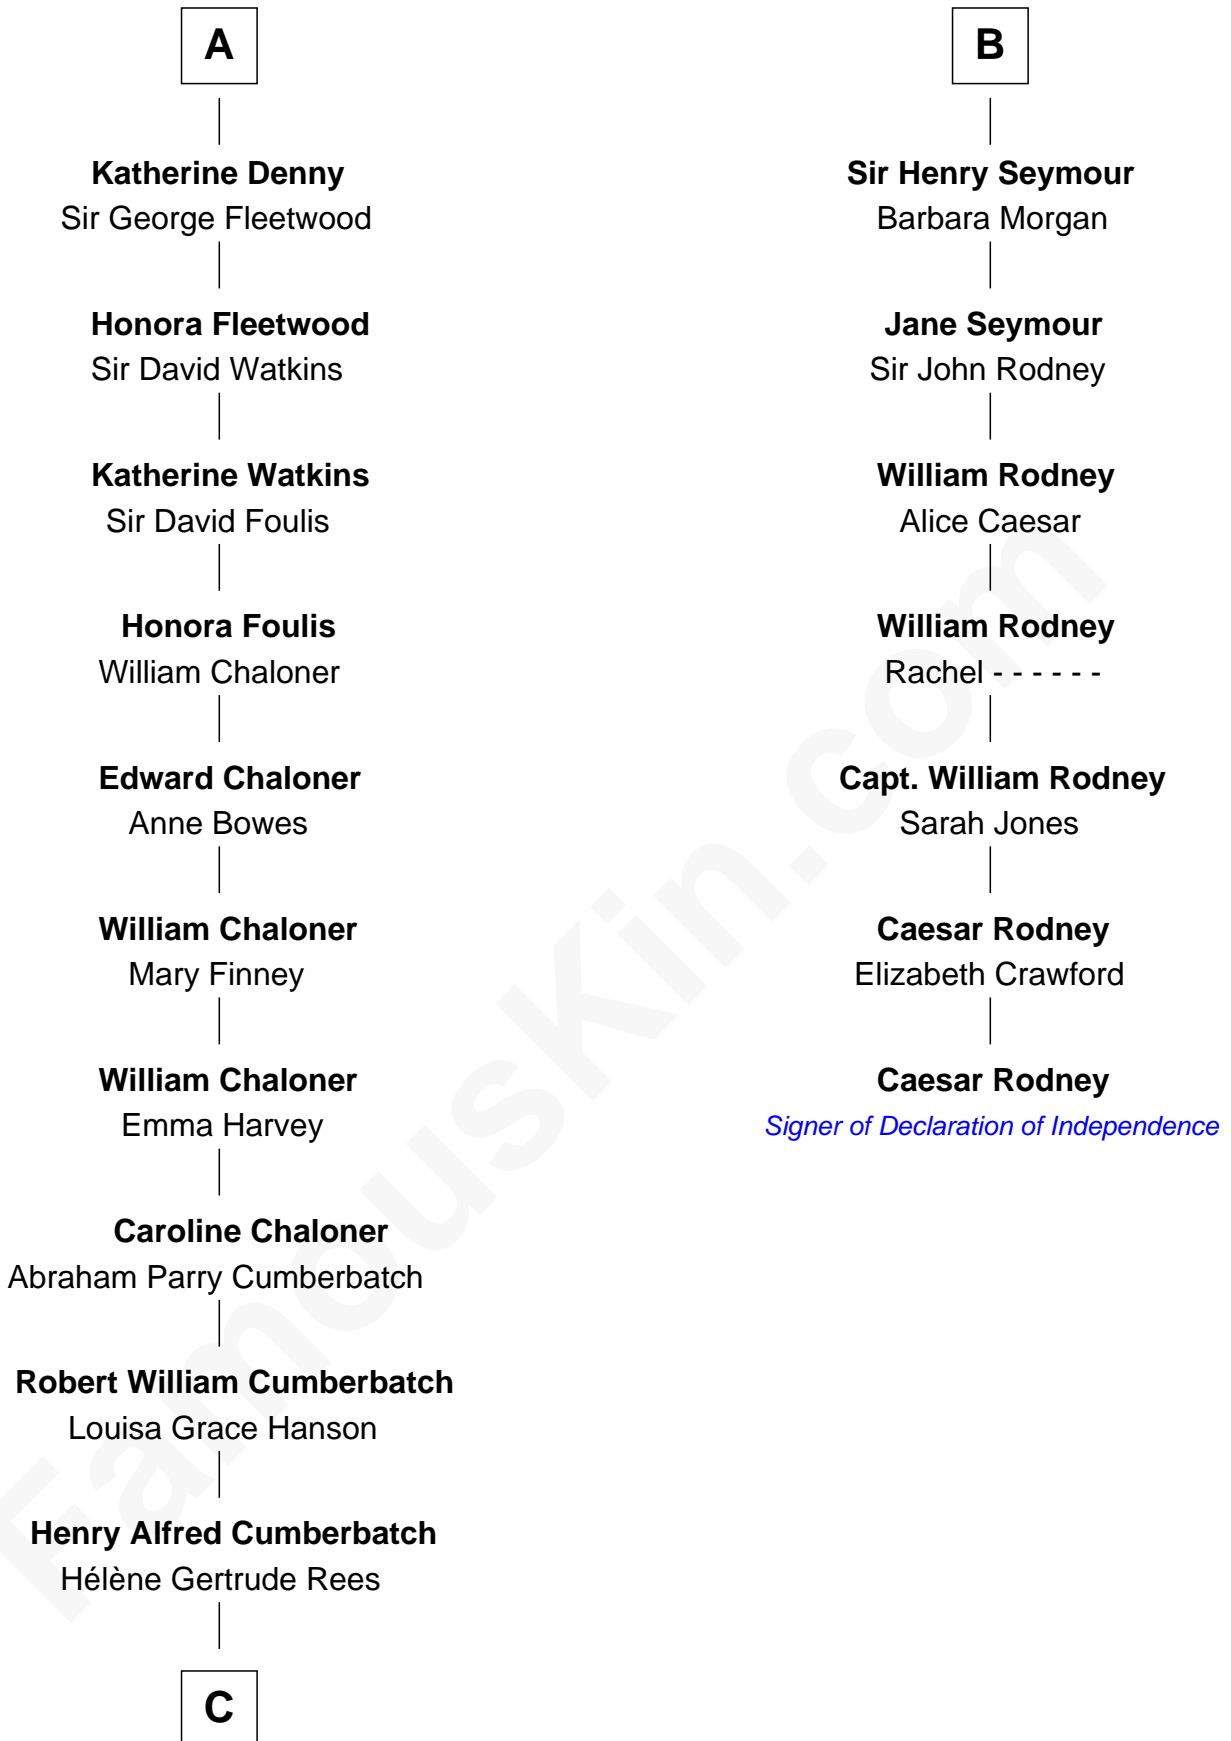 A
Katherine Denny
Sir George Fleetwood
Honora Fleetwood
Sir David Watkins
Katherine Watkins
Sir David Foulis
Honora Foulis
William Chaloner
Edward Chaloner
Anne Bowes
William Chaloner
Mary Finney
William Chaloner
Emma Harvey
Caroline Chaloner
Abraham Parry Cumberbatch
Robert William Cumberbatch
Louisa Grace Hanson
Henry Alfred Cumberbatch
Hélène Gertrude Rees
C
B
Sir Henry Seymour
Barbara Morgan
Jane Seymour
Sir John Rodney
William Rodney
Alice Caesar
William Rodney
Rachel - - - - - -
Capt. William Rodney
Sarah Jones
Caesar Rodney
Elizabeth Crawford
Caesar Rodney
Signer of Declaration of Independence
FamousKin.com